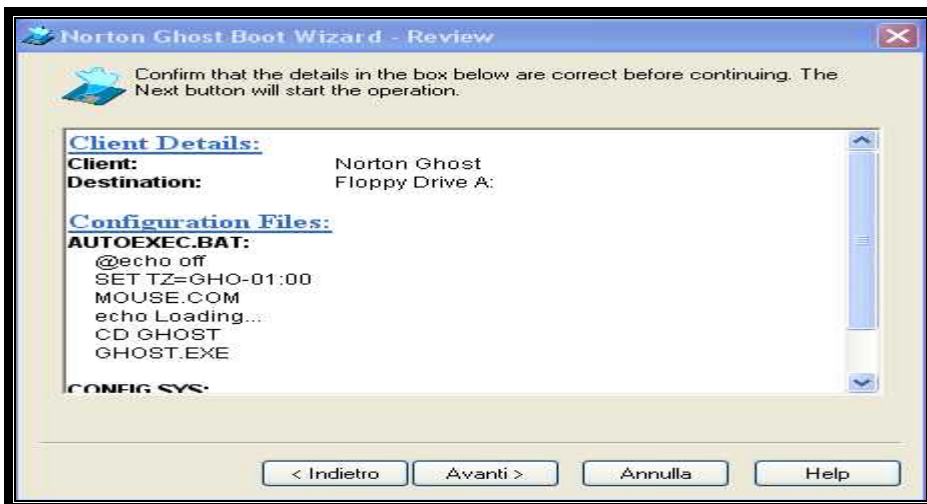 Norton Ghost Boot Wizard - Review
Confirm that the details in the box below are correct before continuing. The
Next button will start the operation.
Client Details:
Client: Norton Ghost
Destination: Floppy Drive A:
Configuration Files:
AUTOEXEC.BAT:
@echo off
SET TZ=GHO-01:00
MOUSE.COM
echo Loading...
CD GHOST
GHOST.EXE
CONFIG.SYS:
< Indietro Avanti > Annulla Help